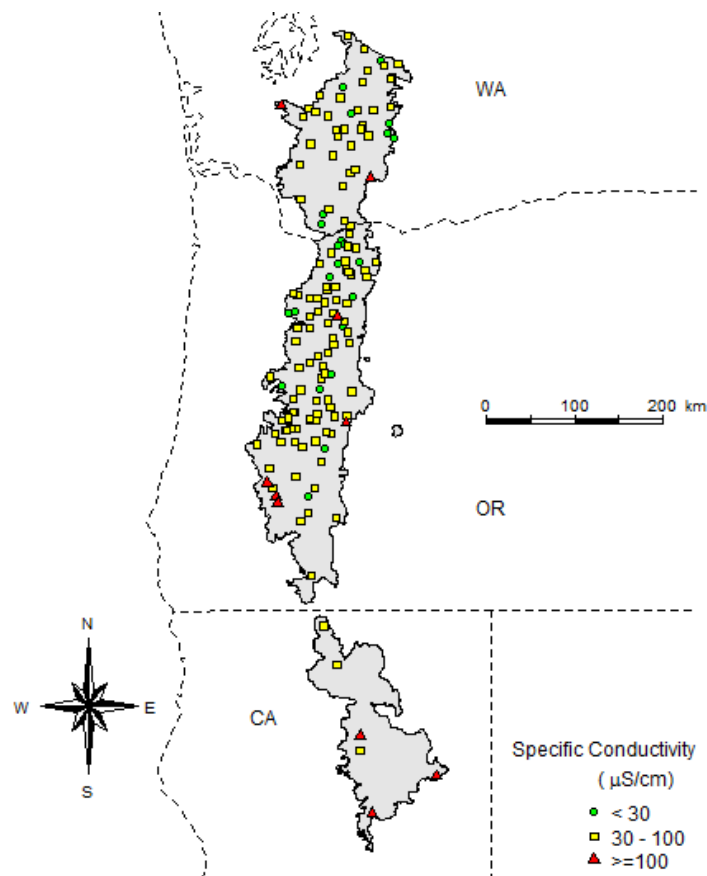 WA
0 100 200 km
OR
N
W E
S
CA
Specific Conductivity
( µS/cm)
< 30
30 - 100
>=100